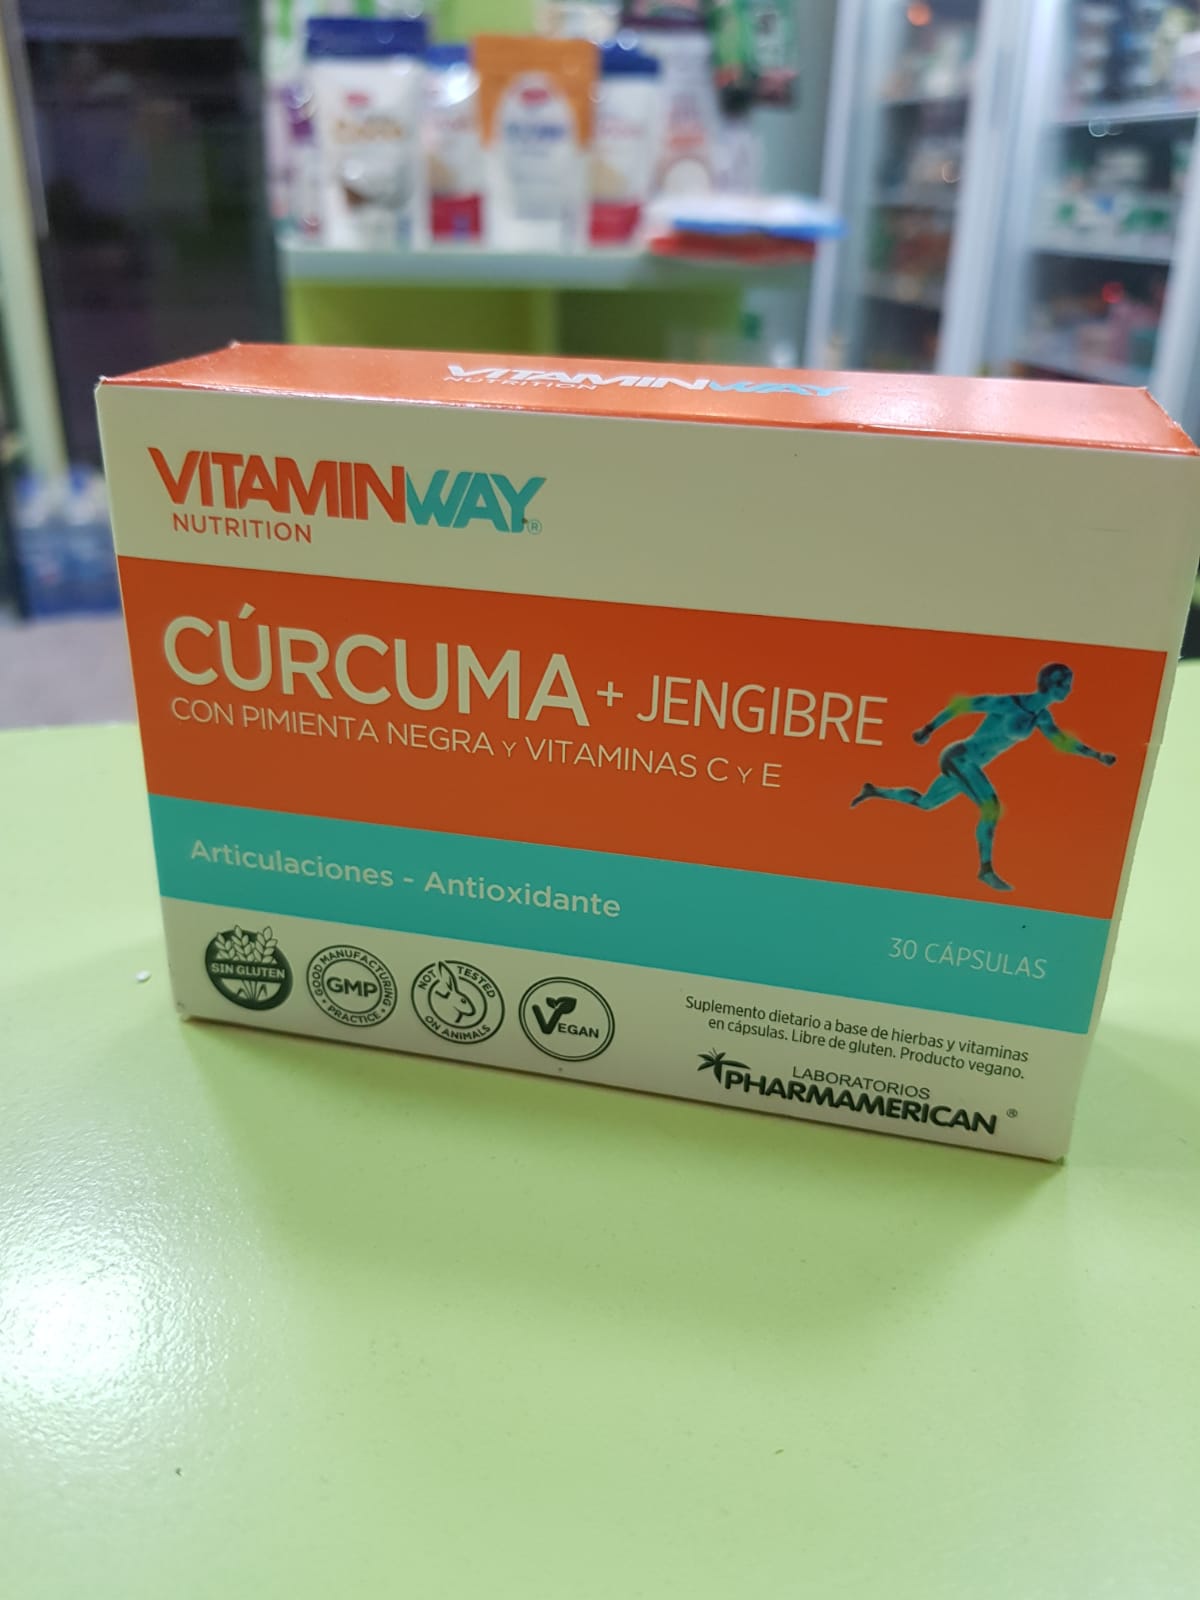 VITAMINWAY
NUTRITION
VITAMINWAY®
NUTRITION
CÚRCUMA + JENGIBRE
CON PIMIENTA NEGRA Y VITAMINAS C Y E
Articulaciones - Antioxidante
30 CÁPSULAS
SIN GLUTEN
GOOD MANUFACTURING
GMP
PRACTICE
NOT TESTED
ON ANIMALS
VEGAN
Suplemento dietario a base de hierbas y vitaminas
en cápsulas. Libre de gluten. Producto vegano.
LABORATORIOS
PHARMAMERICAN ®